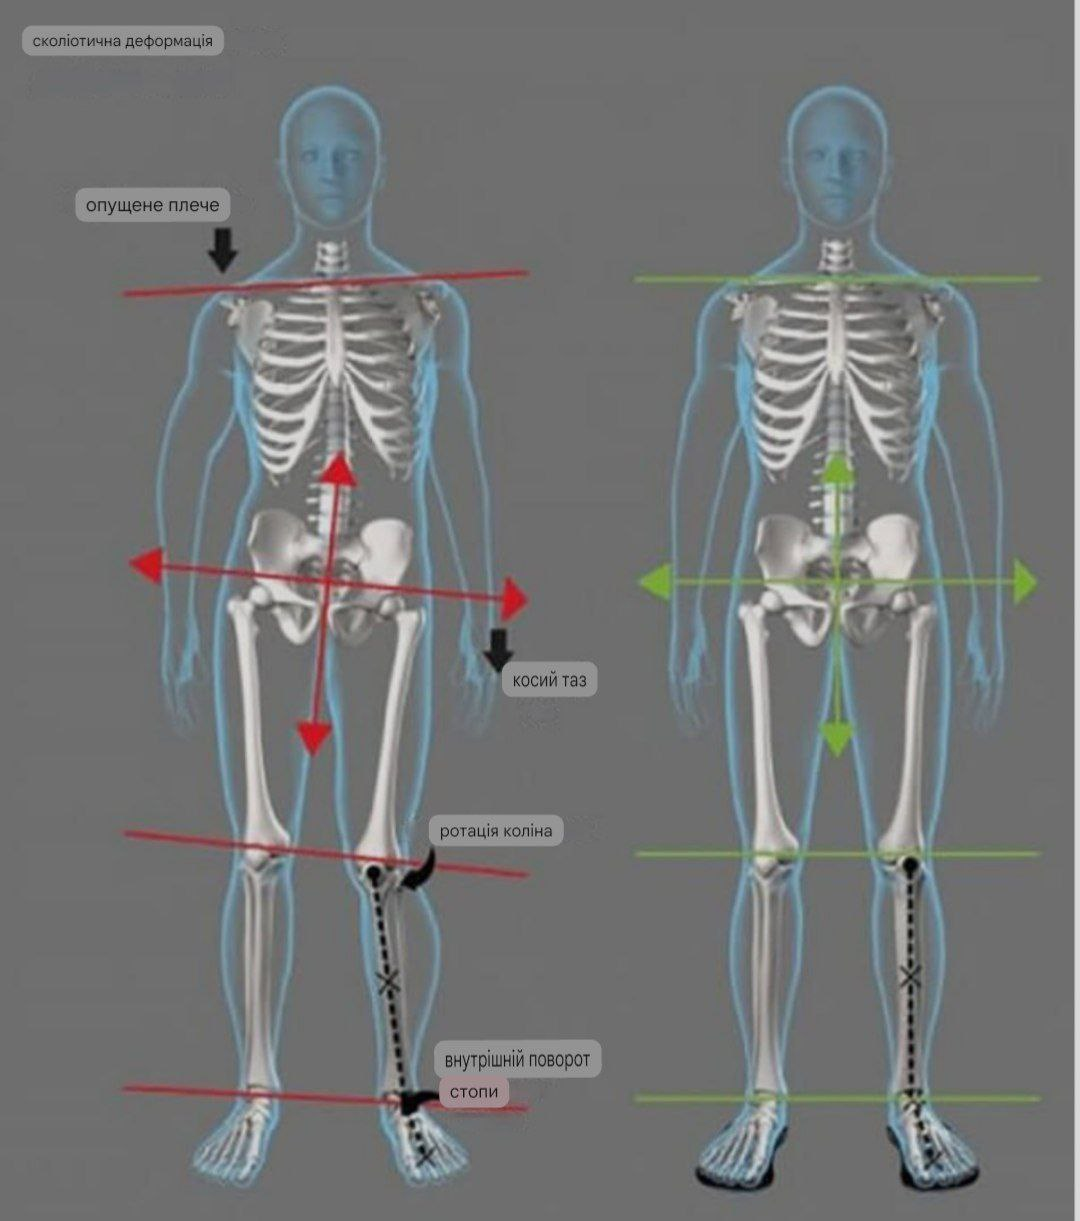 сколіотична деформація
опущене плече
косий таз
ротація коліна
внутрішній поворот
стопи